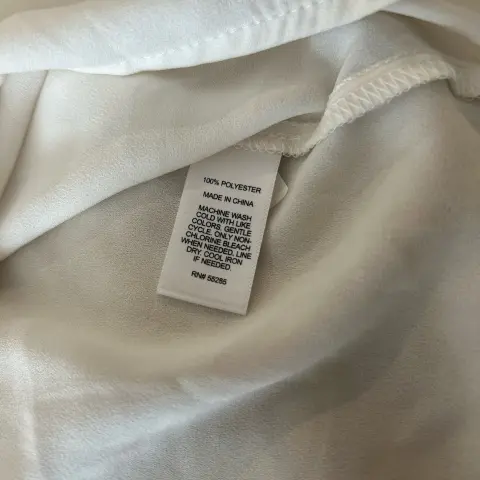 100% POLYESTER
MADE IN CHINA
MACHINE WASH
COLD WITH LIKE
COLORS, GENTLE
CYCLE, ONLY NON-
CHLORINE BLEACH
WHEN NEEDED, LINE
DRY. COOL IRON
IF NEEDED.
RN# 55285